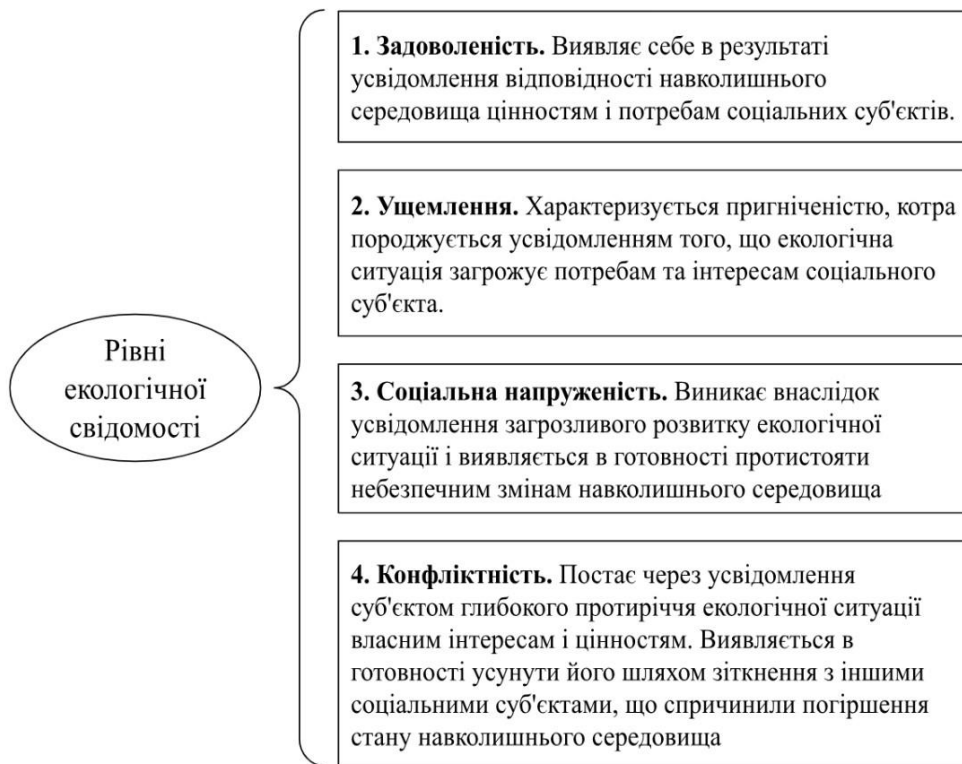 Рівні
екологічної
свідомості
1. Задоволеність. Виявляє себе в результаті
усвідомлення відповідності навколишнього
середовища цінностям і потребам соціальних суб'єктів.
2. Ущемлення. Характеризується пригніченістю, котра
породжується усвідомленням того, що екологічна
ситуація загрожує потребам та інтересам соціального
суб'єкта.
3. Соціальна напруженість. Виникає внаслідок
усвідомлення загрозливого розвитку екологічної
ситуації і виявляється в готовності протистояти
небезпечним змінам навколишнього середовища
4. Конфліктність. Постає через усвідомлення
суб'єктом глибокого протиріччя екологічної ситуації
власним інтересам і цінностям. Виявляється в
готовності усунути його шляхом зіткнення з іншими
соціальними суб'єктами, що спричинили погіршення
стану навколишнього середовища